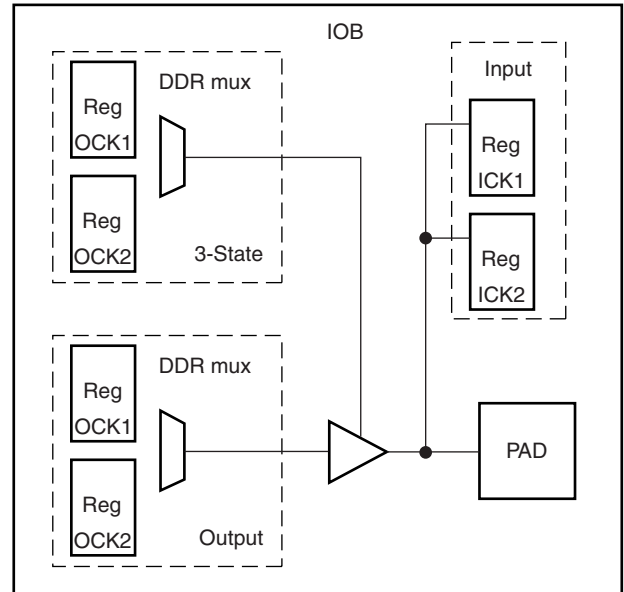 IOB
DDR mux
Reg
OCK1
Reg
OCK2
3-State
Input
Reg
ICK1
Reg
ICK2
DDR mux
Reg
OCK1
Reg
OCK2
Output
PAD